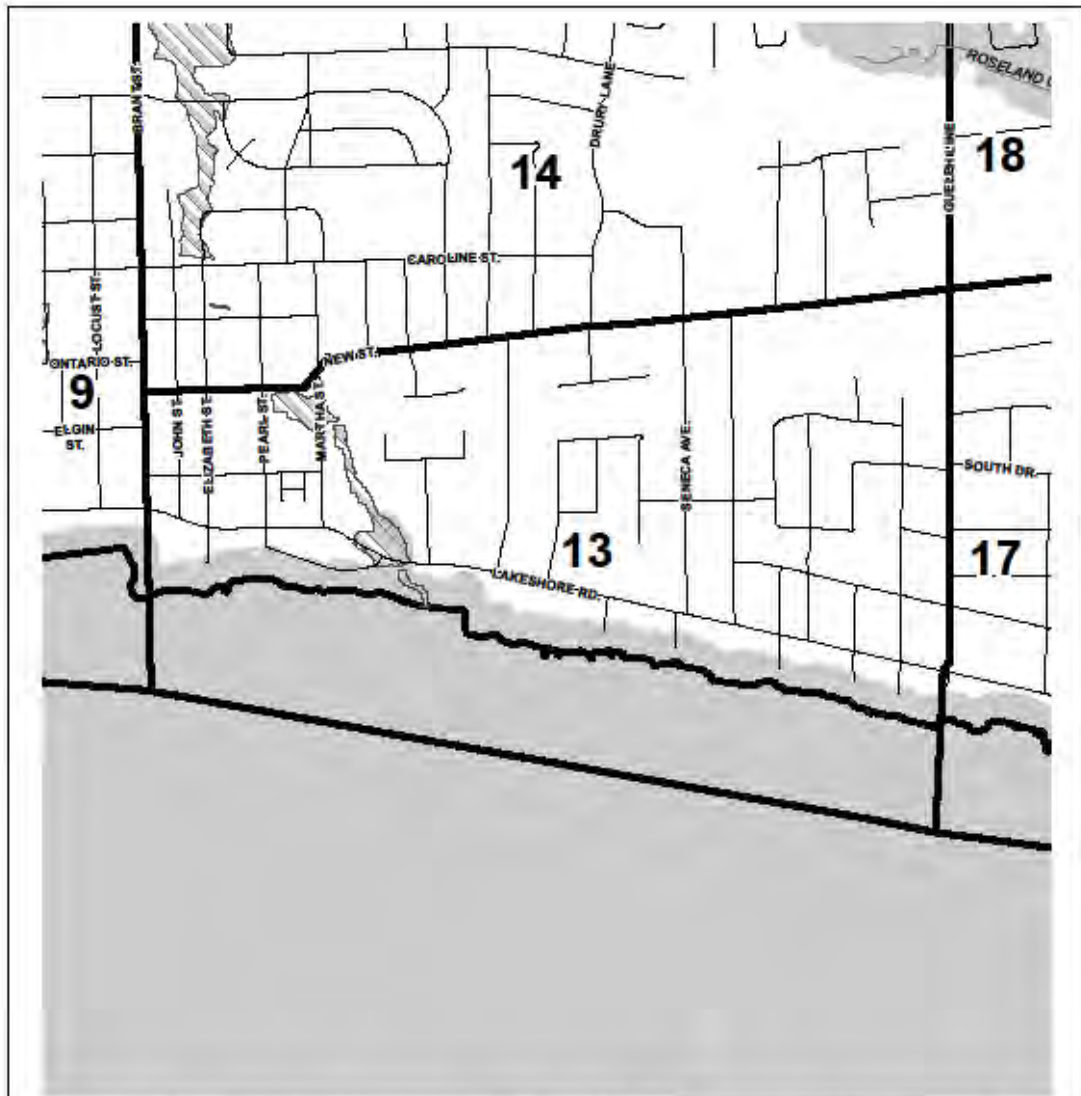 BRANT ST.
DRURY LANE
ROSELAND
GUELPH LINE
18
14
CAROLINE ST.
LOCUST ST.
ONTARIO ST.
NEW ST.
9
ELGIN
ST.
JOHN ST.
ELIZABETH ST.
PEARL ST.
MARTHA ST.
SENECA AVE.
SOUTH DR.
13
17
LAKESHORE RD.